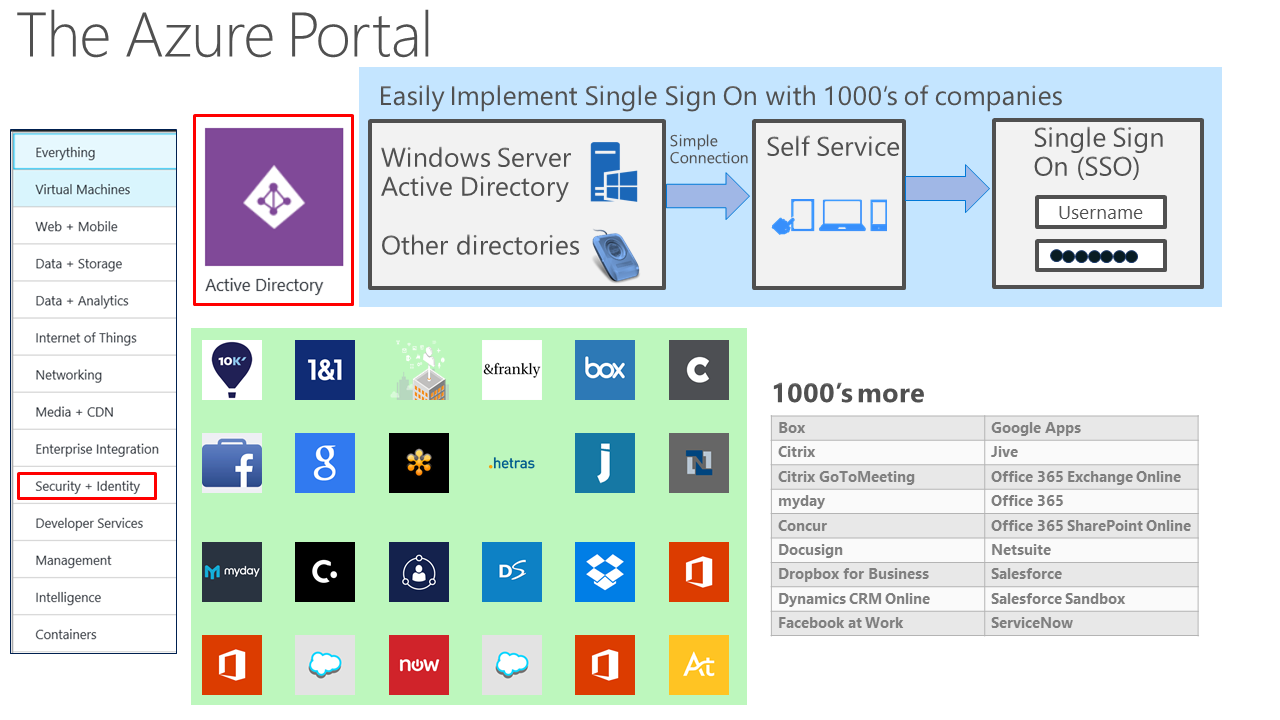 The Azure Portal
Easily Implement Single Sign On with 1000's of companies
Everything
Virtual Machines
Web + Mobile
Data + Storage
Data + Analytics
Internet of Things
Networking
Media + CDN
Enterprise Integration
Security + Identity
Developer Services
Management
Intelligence
Containers
Active Directory
Windows Server
Active Directory
Other directories
Simple
Connection
Self Service
Single Sign
On (SSO)
Username
10K
1&1
&frankly
box
C
f
g
.hetras
j
N
myday
C.
DS
now
At
1000's more
Box Google Apps
Citrix Jive
Citrix GoToMeeting Office 365 Exchange Online
myday Office 365
Concur Office 365 SharePoint Online
Docusign Netsuite
Dropbox for Business Salesforce
Dynamics CRM Online Salesforce Sandbox
Facebook at Work ServiceNow